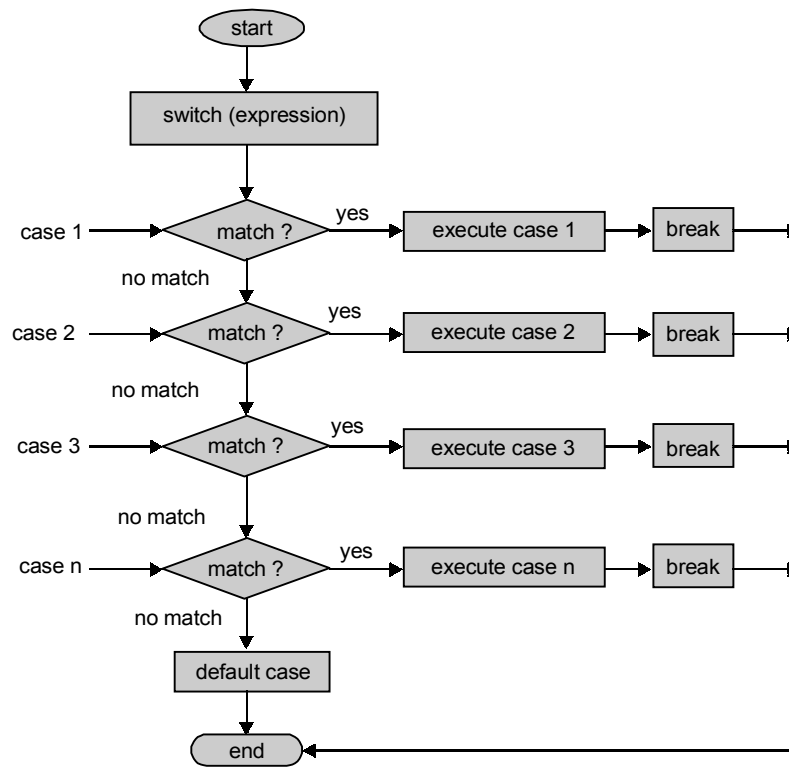 start
switch (expression)
case 1
match ?
yes
execute case 1
break
no match
case 2
match ?
yes
execute case 2
break
no match
case 3
match ?
yes
execute case 3
break
no match
case n
match ?
yes
execute case n
break
no match
default case
end